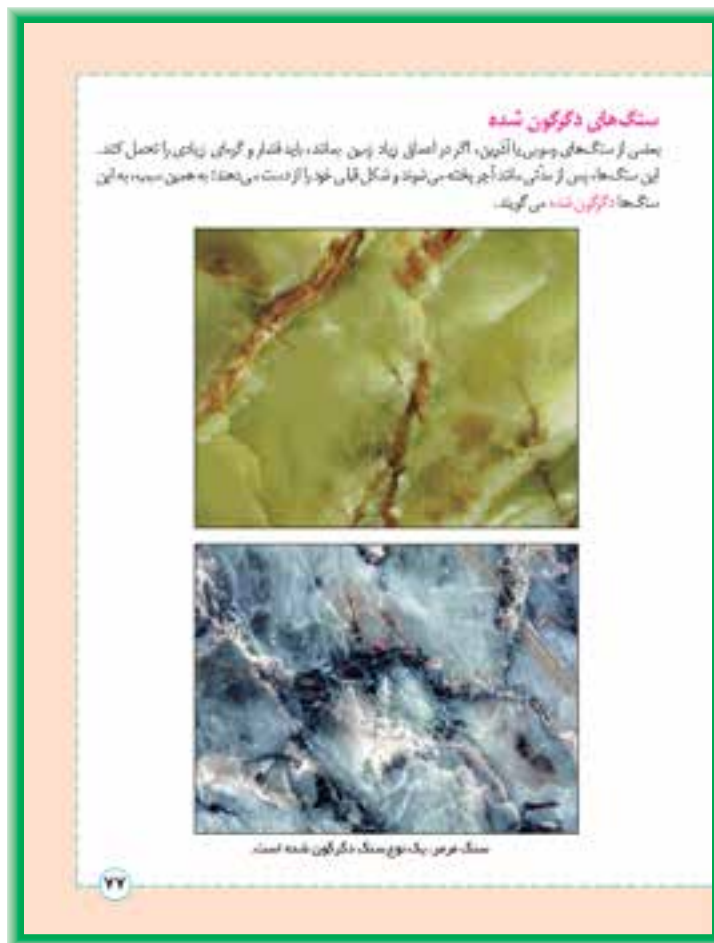 سنگ‌های دگرگون شده
بعضی از سنگ‌های رسوبی یا آذرین، اگر در اعماق زیاد زمین بمانند، باید فشار و گرمای زیادی را تحمل کنند.
این سنگ‌ها، پس از مدّتی مانند آجر پخته می‌شوند و شکل قبلی خود را از دست می‌دهند؛ به همین سبب، به این
سنگ‌ها دگرگون شده می‌گویند.
سنگ مرمر، یک نوع سنگ دگرگون شده است.
۷۷